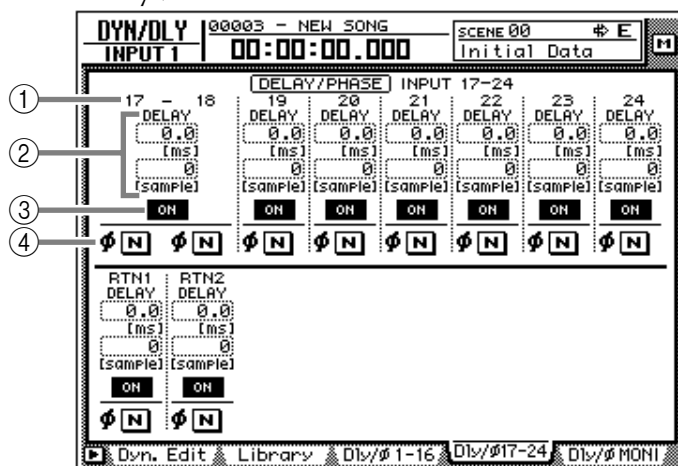 DYN/DLY 00003 - NEW SONG SCENE 00 E
INPUT 1 00:00:00.000 Initial Data M
DELAY/PHASE INPUT 17-24
① 17 - 18 19 20 21 22 23 24
② DELAY DELAY DELAY DELAY DELAY DELAY DELAY
0.0 0.0 0.0 0.0 0.0 0.0 0.0
[ms] [ms] [ms] [ms] [ms] [ms] [ms]
0 0 0 0 0 0 0
[sample] [sample] [sample] [sample] [sample] [sample] [sample]
③ ON ON ON ON ON ON ON
④ ϕ N ϕ N ϕ N ϕ N ϕ N ϕ N ϕ N ϕ N
RTN1 RTN2
DELAY DELAY
0.0 0.0
[ms] [ms]
0 0
[sample] [sample]
ON ON
ϕ N ϕ N
Dyn. Edit Library Dly/ϕ 1-16 Dly/ϕ17-24 Dly/ϕ MONI